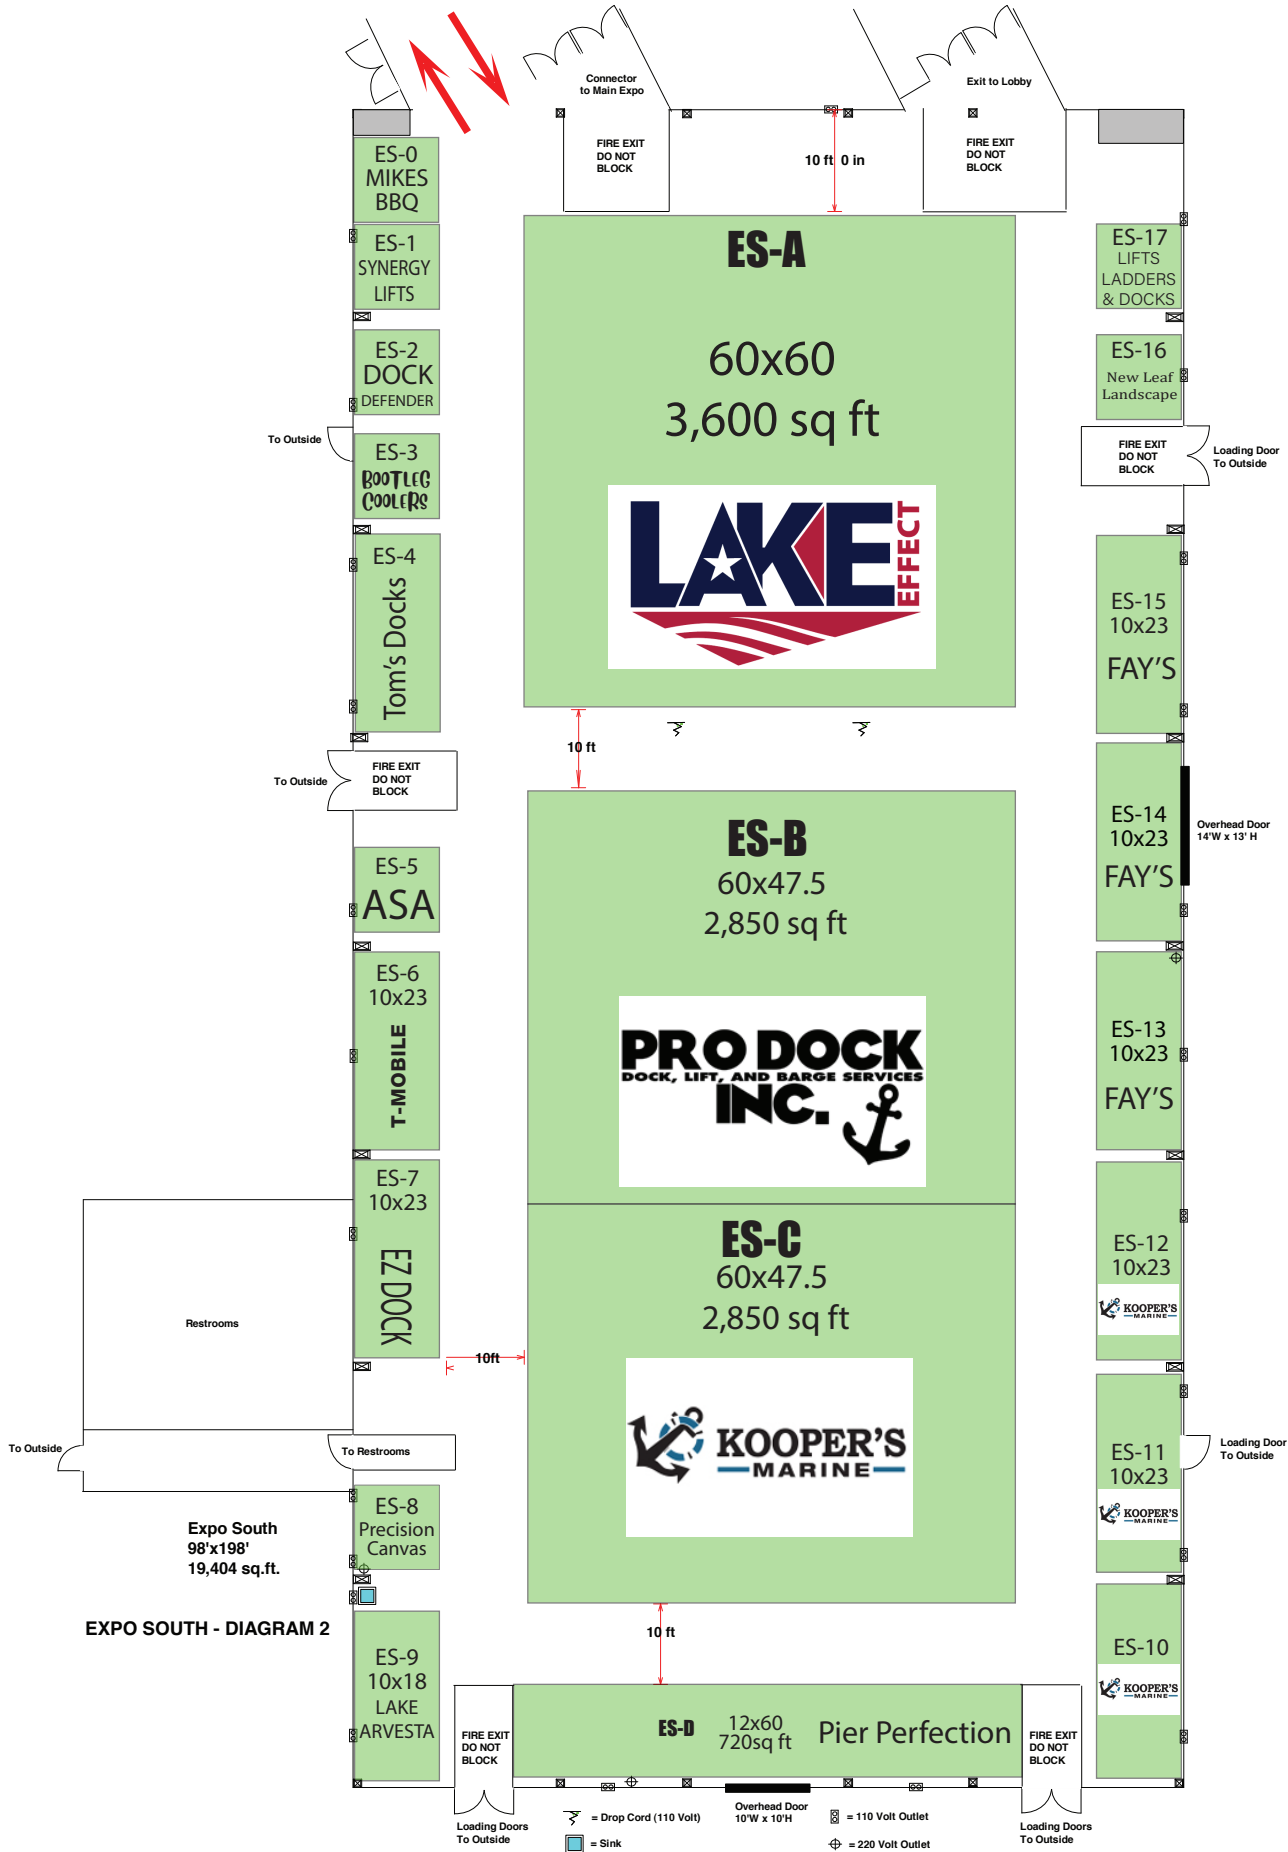 Connector
to Main Expo
Exit to Lobby
FIRE EXIT
DO NOT
BLOCK
10 ft 0 in
FIRE EXIT
DO NOT
BLOCK
ES-0
MIKES
BBQ
ES-1
SYNERGY
LIFTS
ES-2
DOCK
DEFENDER
To Outside
ES-3
BOOTLEG
COOLERS
ES-4
Tom's Docks
To Outside
FIRE EXIT
DO NOT
BLOCK
ES-5
ASA
ES-6
10x23
T-MOBILE
ES-7
10x23
EZ DOCK
Restrooms
To Outside
To Restrooms
ES-8
Precision
Canvas
Expo South
98'x198'
19,404 sq.ft.
EXPO SOUTH - DIAGRAM 2
ES-9
10x18
LAKE
ARVESTA
ES-A
60x60
3,600 sq ft
LAKE EFFECT
10 ft
ES-B
60x47.5
2,850 sq ft
PRO DOCK
DOCK, LIFT, AND BARGE SERVICES
INC.
ES-C
60x47.5
2,850 sq ft
10ft
KOOPER'S
MARINE
10 ft
ES-D
12x60
720sq ft
Pier Perfection
ES-17
LIFTS
LADDERS
& DOCKS
ES-16
New Leaf
Landscape
FIRE EXIT
DO NOT
BLOCK
Loading Door
To Outside
ES-15
10x23
FAY'S
ES-14
10x23
FAY'S
Overhead Door
14'W x 13' H
ES-13
10x23
FAY'S
ES-12
10x23
KOOPER'S
MARINE
ES-11
10x23
KOOPER'S
MARINE
Loading Door
To Outside
ES-10
KOOPER'S
MARINE
FIRE EXIT
DO NOT
BLOCK
FIRE EXIT
DO NOT
BLOCK
Loading Doors
To Outside
= Drop Cord (110 Volt)
= Sink
Overhead Door
10'W x 10'H
= 110 Volt Outlet
= 220 Volt Outlet
Loading Doors
To Outside